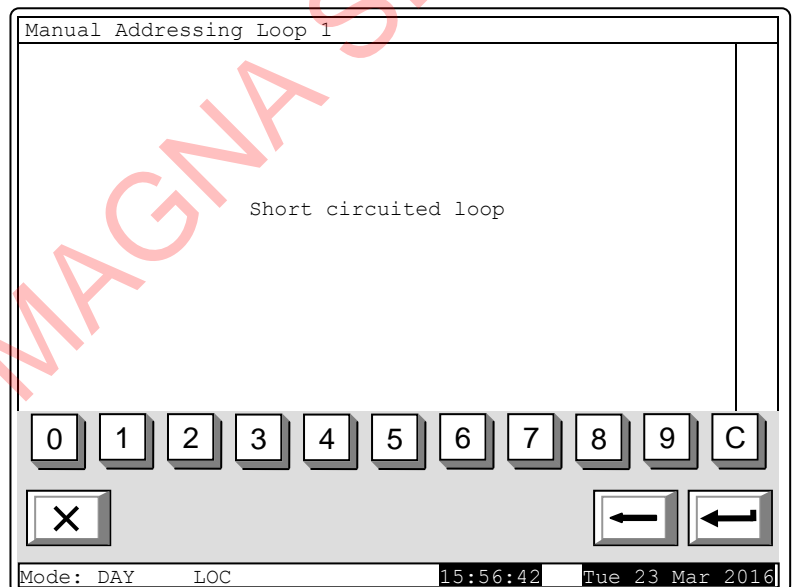 Manual Addressing Loop 1
Short circuited loop
0 1 2 3 4 5 6 7 8 9 C
Mode: DAY LOC 15:56:42 Tue 23 Mar 2016
MAGNA